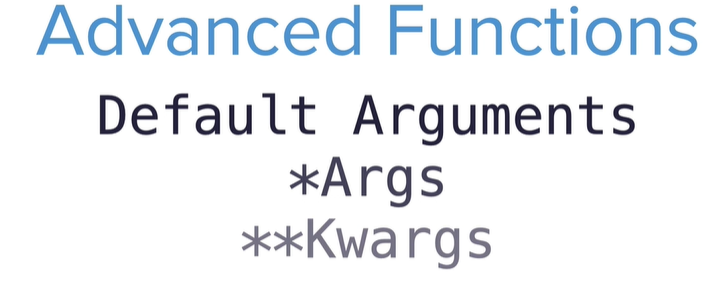 Advanced Functions
Default Arguments
*Args
**Kwargs